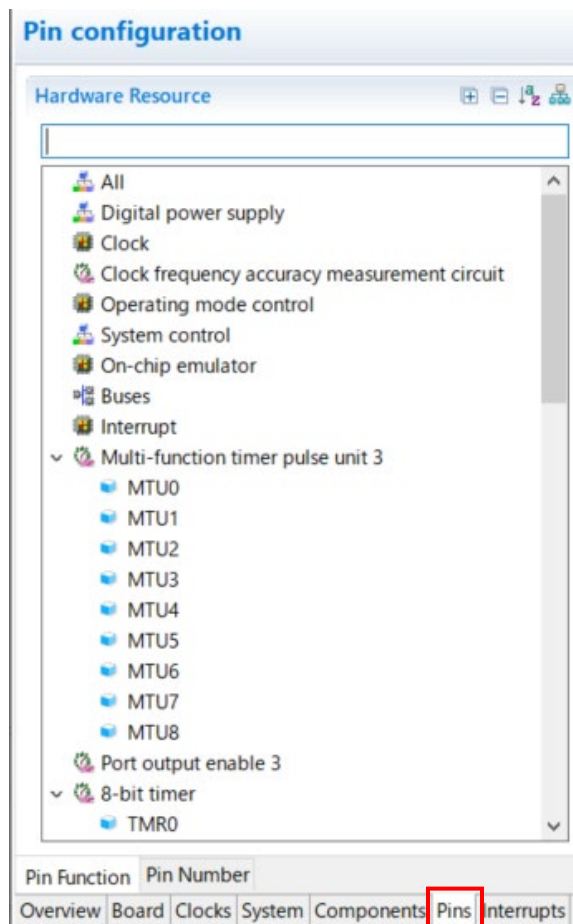 Pin configuration
Hardware Resource
All
Digital power supply
Clock
Clock frequency accuracy measurement circuit
Operating mode control
System control
On-chip emulator
Buses
Interrupt
Multi-function timer pulse unit 3
MTU0
MTU1
MTU2
MTU3
MTU4
MTU5
MTU6
MTU7
MTU8
Port output enable 3
8-bit timer
TMR0
Pin Function Pin Number
Overview Board Clocks System Components Pins Interrupts